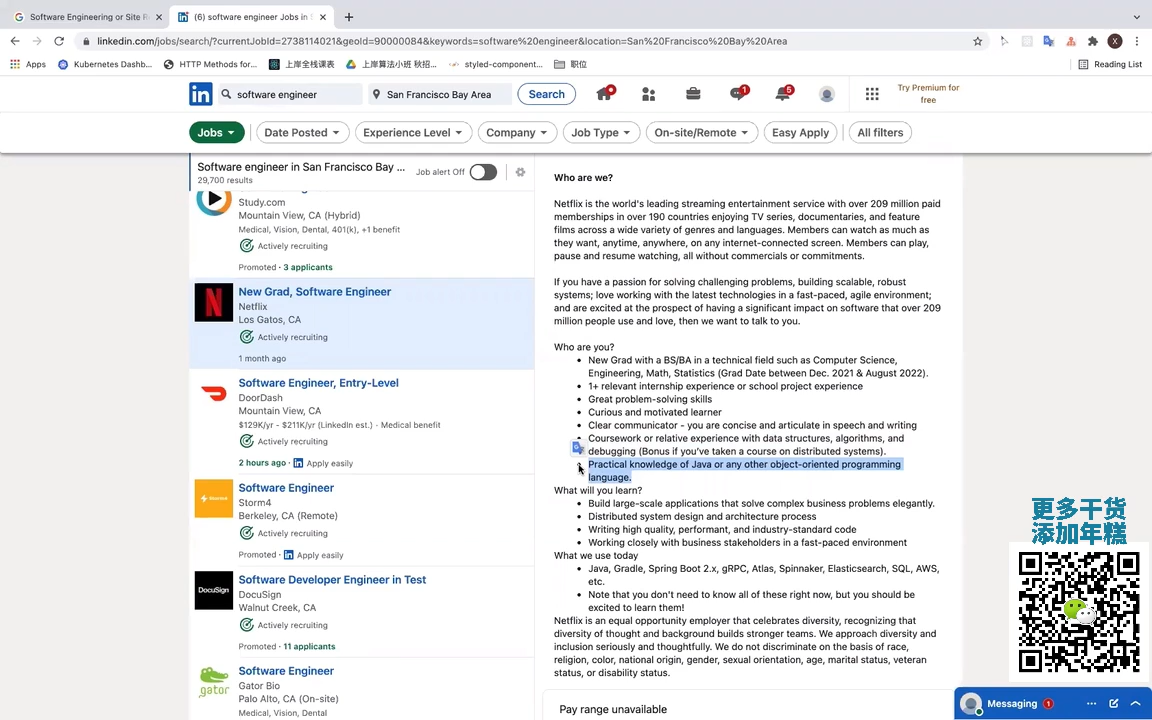 Software Engineering or Site R
(6) software engineer Jobs in S
linkedin.com/jobs/search/?currentJobId=2738114021&geoId=90000084&keywords=software%20engineer&location=San%20Francisco%20Bay%20Area
Apps
Kubernetes Dashb...
HTTP Methods for...
上岸全栈课表
上岸算法小班 秋招...
styled-component...
职位
Reading List
software engineer
San Francisco Bay Area
Search
1
5
Try Premium for
free
Jobs
Date Posted
Experience Level
Company
Job Type
On-site/Remote
Easy Apply
All filters
Software engineer in San Francisco Bay ...
29,700 results
Job alert Off
Study.com
Mountain View, CA (Hybrid)
Medical, Vision, Dental, 401(k), +1 benefit
Actively recruiting
Promoted · 3 applicants
New Grad, Software Engineer
Netflix
Los Gatos, CA
Actively recruiting
1 month ago
Software Engineer, Entry-Level
DoorDash
Mountain View, CA
$129K/yr - $211K/yr (LinkedIn est.) · Medical benefit
Actively recruiting
2 hours ago · Apply easily
Software Engineer
Storm4
Berkeley, CA (Remote)
Actively recruiting
Promoted · Apply easily
DocuSign
Software Developer Engineer in Test
DocuSign
Walnut Creek, CA
Actively recruiting
Promoted · 11 applicants
gator
Software Engineer
Gator Bio
Palo Alto, CA (On-site)
Medical, Vision, Dental
Who are we?
Netflix is the world's leading streaming entertainment service with over 209 million paid
memberships in over 190 countries enjoying TV series, documentaries, and feature
films across a wide variety of genres and languages. Members can watch as much as
they want, anytime, anywhere, on any internet-connected screen. Members can play,
pause and resume watching, all without commercials or commitments.
If you have a passion for solving challenging problems, building scalable, robust
systems; love working with the latest technologies in a fast-paced, agile environment;
and are excited at the prospect of having a significant impact on software that over 209
million people use and love, then we want to talk to you.
Who are you?
New Grad with a BS/BA in a technical field such as Computer Science,
Engineering, Math, Statistics (Grad Date between Dec. 2021 & August 2022).
1+ relevant internship experience or school project experience
Great problem-solving skills
Curious and motivated learner
Clear communicator - you are concise and articulate in speech and writing
Coursework or relative experience with data structures, algorithms, and
debugging (Bonus if you've taken a course on distributed systems).
Practical knowledge of Java or any other object-oriented programming
language.
What will you learn?
Build large-scale applications that solve complex business problems elegantly.
Distributed system design and architecture process
Writing high quality, performant, and industry-standard code
Working closely with business stakeholders in a fast-paced environment
What we use today
Java, Gradle, Spring Boot 2.x, gRPC, Atlas, Spinnaker, Elasticsearch, SQL, AWS,
etc.
Note that you don't need to know all of these right now, but you should be
excited to learn them!
Netflix is an equal opportunity employer that celebrates diversity, recognizing that
diversity of thought and background builds stronger teams. We approach diversity and
inclusion seriously and thoughtfully. We do not discriminate on the basis of race,
religion, color, national origin, gender, sexual orientation, age, marital status, veteran
status, or disability status.
Pay range unavailable
更多干货
添加年糕
Messaging 1